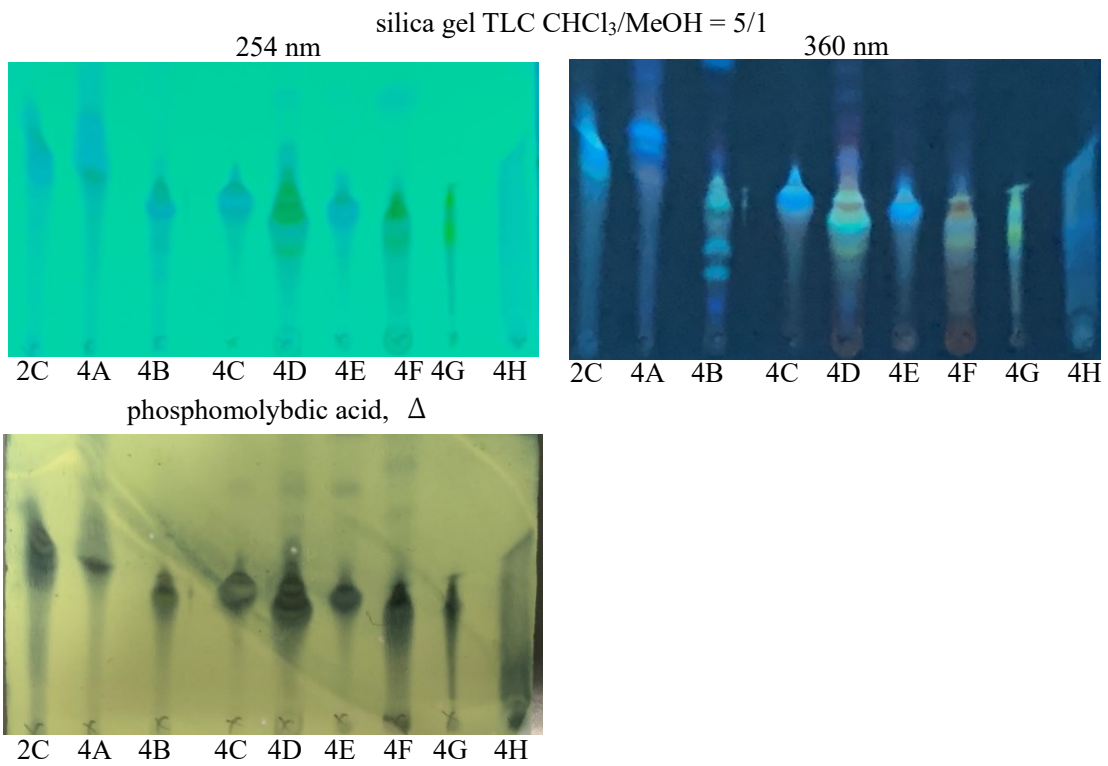 silica gel TLC CHCl₃/MeOH = 5/1
254 nm 360 nm
2C 4A 4B 4C 4D 4E 4F 4G 4H 2C 4A 4B 4C 4D 4E 4F 4G 4H
phosphomolybdic acid, Δ
2C 4A 4B 4C 4D 4E 4F 4G 4H